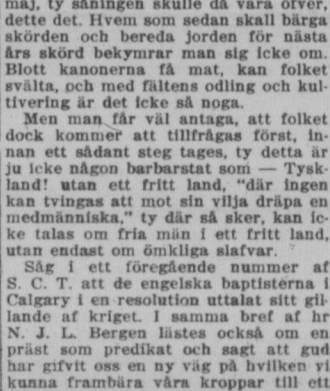 maj, ty såningen skulle då vara öfver,
dette det. Hvem som sedan skall bärga
skörden och bereda jorden för nästa
års skörd bekymrar man sig icke om.
Blott kanonerna få mat, kan folket
svälta, och med fältens odling och kul-
tivering är det icke så noga.
Men man får väl antaga, att folket
dock kommer att tillfrågas först, in-
nan ett sådant steg tages, ty detta är
ju icke någon barbarstat som — Tysk-
land! utan ett fritt land, "där ingen
kan tvingas att mot sin vilja dräpa en
medmänniska," ty där så sker, kan ic-
ke talas om fria män i ett fritt land,
utan endast om ömkliga slafvar.
Såg i ett föregående nummer af
S. C. T. att de engelska baptisterna i
Calgary i en resolution uttalat sitt gil-
lande af kriget. I samma bref af hr
N. J. L. Bergen lästes också om en
präst som predikat och sagt att gud
har gifvit oss en ny väg på hvilken vi
kunna frambära våra kroppar till e